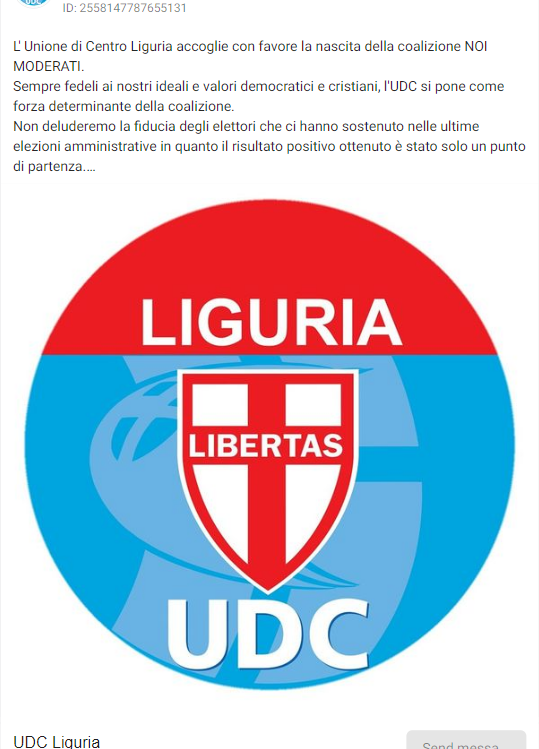 UDC
ID: 2558147787655131
L' Unione di Centro Liguria accoglie con favore la nascita della coalizione NOI
MODERATI.
Sempre fedeli ai nostri ideali e valori democratici e cristiani, l'UDC si pone come
forza determinante della coalizione.
Non deluderemo la fiducia degli elettori che ci hanno sostenuto nelle ultime
elezioni amministrative in quanto il risultato positivo ottenuto è stato solo un punto
di partenza....
LIGURIA
LIBERTAS
UDC
UDC Liguria
Send messa